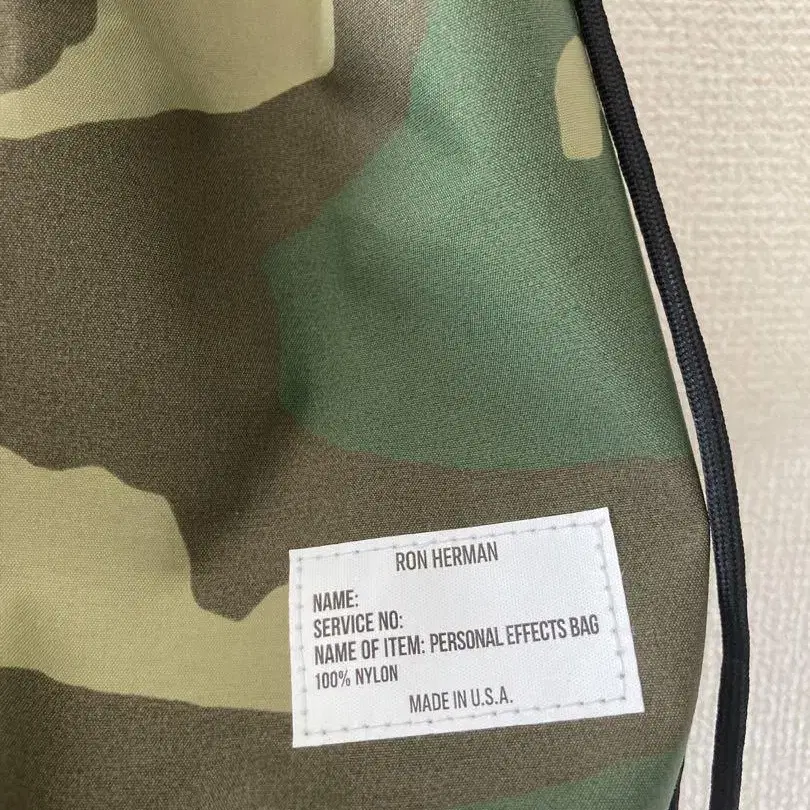 RON HERMAN
NAME:
SERVICE NO:
NAME OF ITEM: PERSONAL EFFECTS BAG
100% NYLON
MADE IN U.S.A.